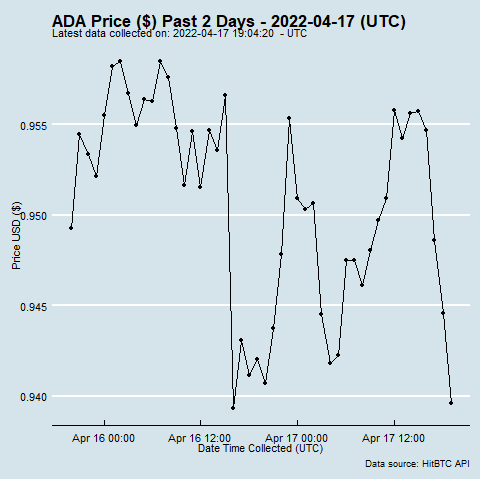 ADA Price ($) Past 2 Days - 2022-04-17 (UTC)
Latest data collected on: 2022-04-17 19:04:20 - UTC
0.955
0.950
0.945
0.940
Price USD ($)
Apr 16 00:00
Apr 16 12:00
Apr 17 00:00
Apr 17 12:00
Date Time Collected (UTC)
Data source: HitBTC API